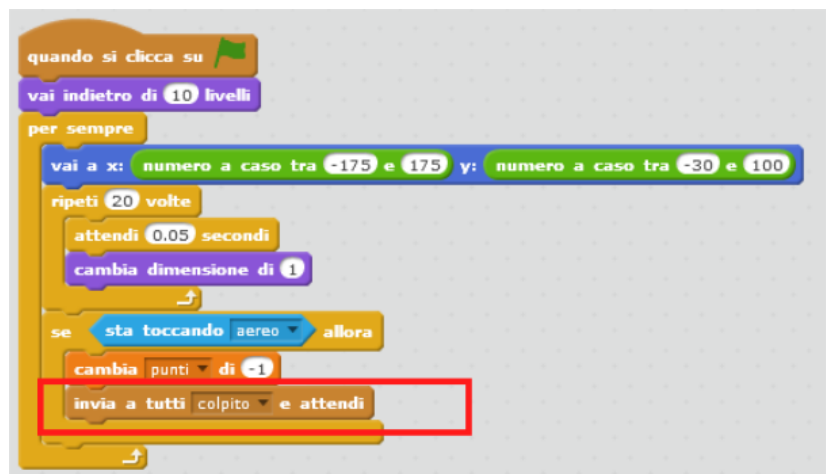 quando si clicca su
vai indietro di 10 livelli
per sempre
vai a x: numero a caso tra -175 e 175 y: numero a caso tra -30 e 100
ripeti 20 volte
attendi 0.05 secondi
cambia dimensione di 1
se sta toccando aereo allora
cambia punti di -1
invia a tutti colpito e attendi